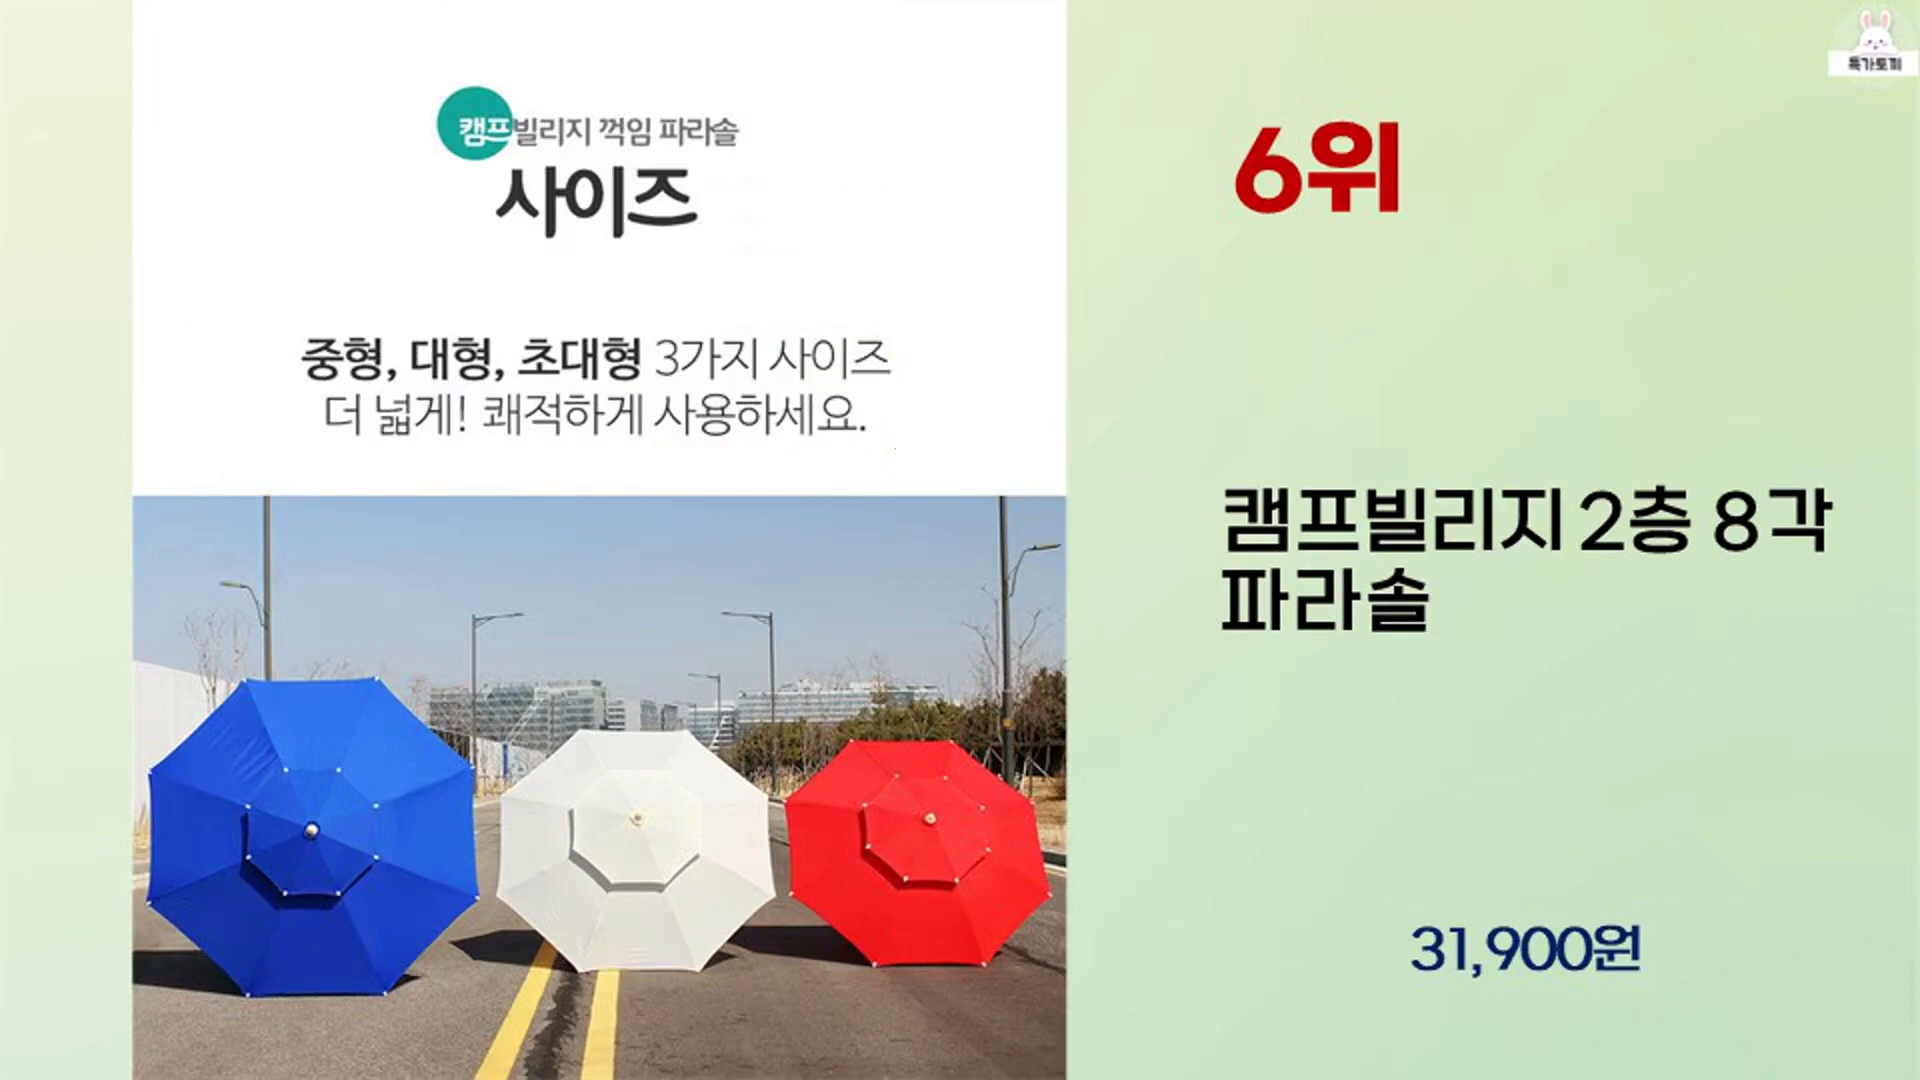 캠프빌리지 꺽임 파라솔
사이즈
중형, 대형, 초대형 3가지 사이즈
더 넓게! 쾌적하게 사용하세요.
특가토끼
6위
캠프빌리지 2층 8각
파라솔
31,900원